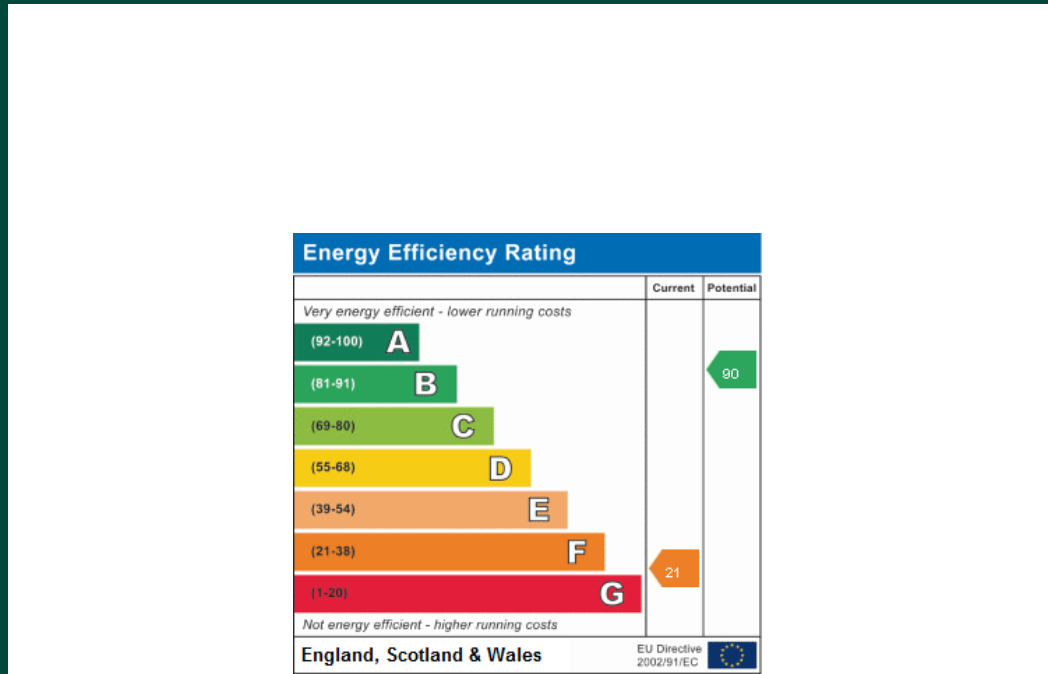 Energy Efficiency Rating
Current Potential
Very energy efficient - lower running costs
(92-100) A
(81-91) B
90
(69-80) C
(55-68) D
(39-54) E
(21-38) F
21
(1-20) G
Not energy efficient - higher running costs
England, Scotland & Wales
EU Directive
2002/91/EC